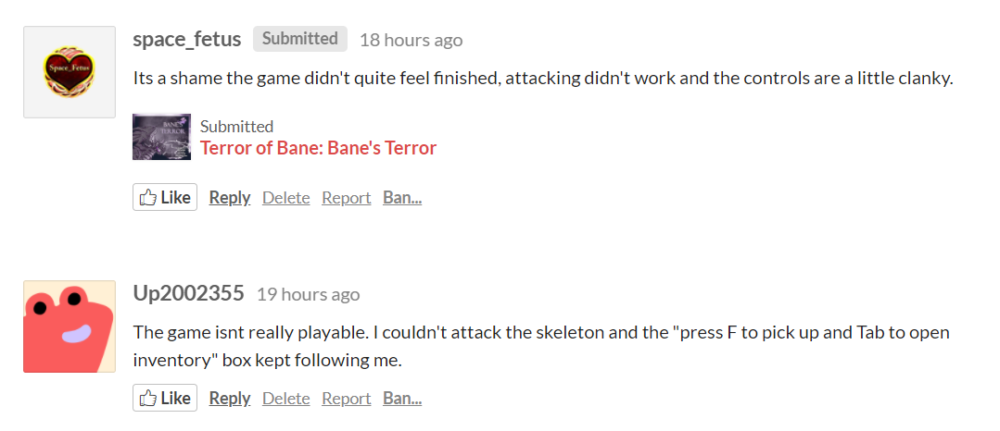 space_fetus Submitted 18 hours ago
Space_Fetus
Its a shame the game didn't quite feel finished, attacking didn't work and the controls are a little clanky.
BANE'S
TERROR
Submitted
Terror of Bane: Bane's Terror
Like Reply Delete Report Ban...
Up2002355 19 hours ago
The game isnt really playable. I couldn't attack the skeleton and the "press F to pick up and Tab to open
inventory" box kept following me.
Like Reply Delete Report Ban...